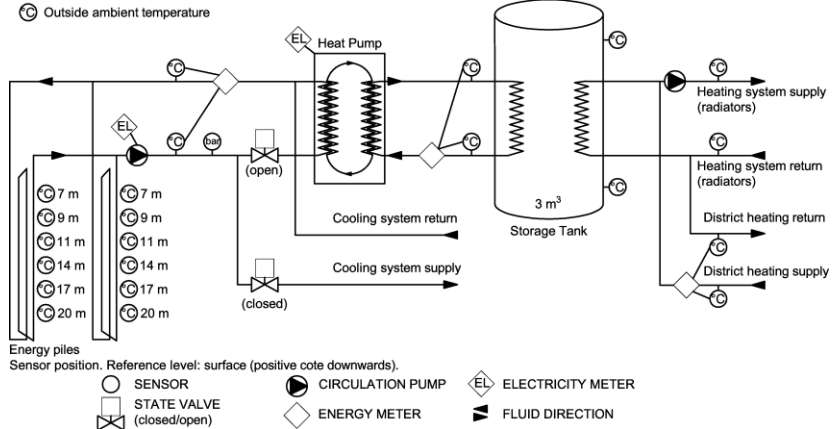 °C Outside ambient temperature
EL Heat Pump
°C
°C
°C
°C
°C
Heating system supply
(radiators)
EL
°C
bar
°C
°C
(open)
Heating system return
(radiators)
°C 7 m
°C 7 m
°C 9 m
°C 9 m
°C 11 m
°C 11 m
°C 14 m
°C 14 m
°C 17 m
°C 17 m
°C 20 m
°C 20 m
Cooling system return
Cooling system supply
(closed)
3 m³
Storage Tank
°C
District heating return
°C
District heating supply
°C
Energy piles
Sensor position. Reference level: surface (positive cote downwards).
SENSOR
CIRCULATION PUMP
EL ELECTRICITY METER
STATE VALVE
(closed/open)
ENERGY METER
FLUID DIRECTION